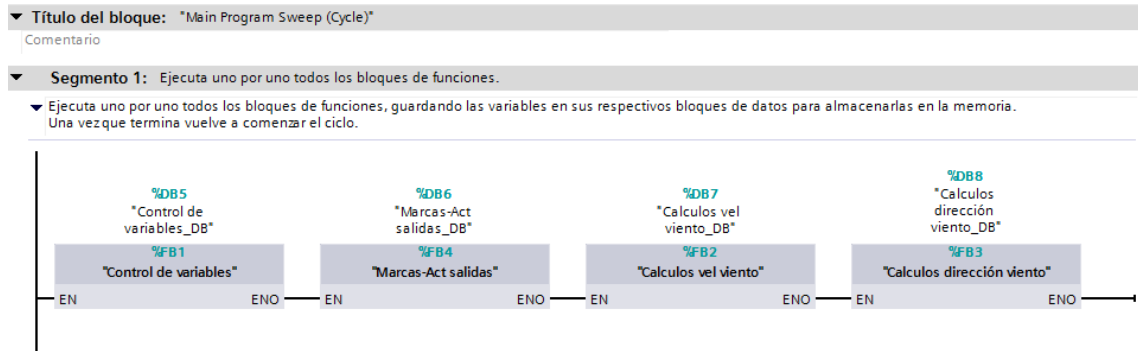 Título del bloque: "Main Program Sweep (Cycle)"
Comentario
Segmento 1: Ejecuta uno por uno todos los bloques de funciones.
Ejecuta uno por uno todos los bloques de funciones, guardando las variables en sus respectivos bloques de datos para almacenarlas en la memoria.
Una vez que termina vuelve a comenzar el ciclo.
%DB5
"Control de
variables_DB"
%FB1
"Control de variables"
EN ENO
%DB6
"Marcas-Act
salidas_DB"
%FB4
"Marcas-Act salidas"
EN ENO
%DB7
"Calculos vel
viento_DB"
%FB2
"Calculos vel viento"
EN ENO
%DB8
"Calculos
dirección
viento_DB"
%FB3
"Calculos dirección viento"
EN ENO